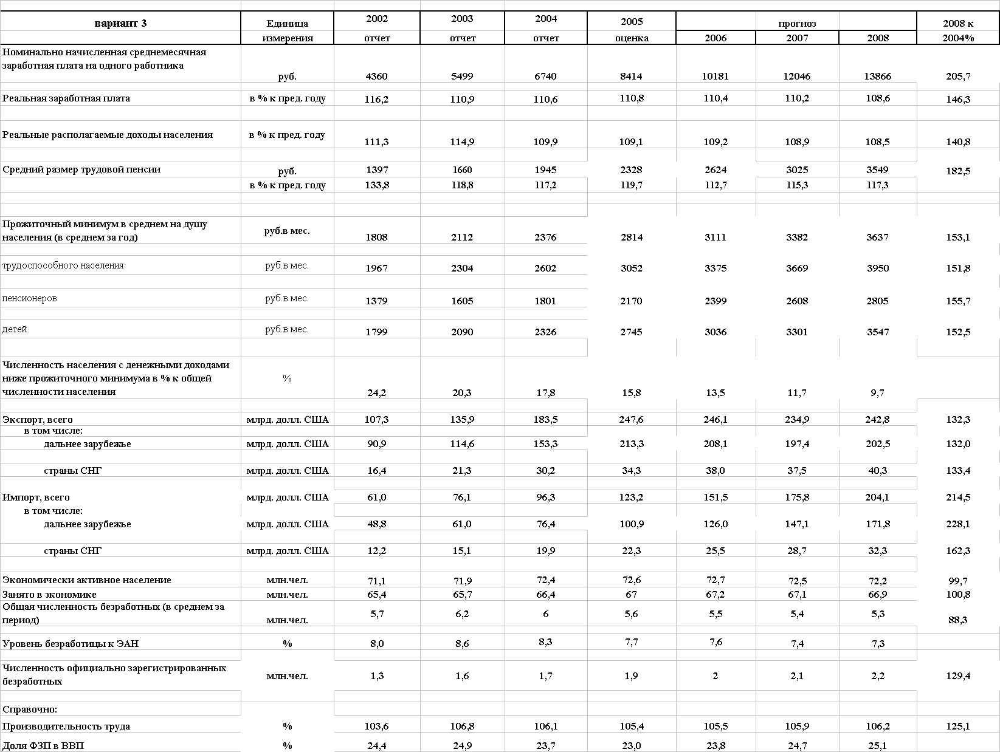 вариант 3 Единица 2002 2003 2004 2005 прогноз 2008 к
измерения отчет отчет отчет оценка 2006 2007 2008 2004%
Номинально начисленная среднемесячная
заработная плата на одного работника
руб. 4360 5499 6740 8414 10181 12046 13866 205,7
Реальная заработная плата в % к пред. году 116,2 110,9 110,6 110,8 110,4 110,2 108,6 146,3
Реальные располагаемые доходы населения в % к пред. году 111,3 114,9 109,9 109,1 109,2 108,9 108,5 140,8
Средний размер трудовой пенсии руб. 1397 1660 1945 2328 2624 3025 3549 182,5
в % к пред. году 133,8 118,8 117,2 119,7 112,7 115,3 117,3
Прожиточный минимум в среднем на душу
населения (в среднем за год) руб.в мес. 1808 2112 2376 2814 3111 3382 3637 153,1
трудоспособного населения руб.в мес. 1967 2304 2602 3052 3375 3669 3950 151,8
пенсионеров руб.в мес. 1379 1605 1801 2170 2399 2608 2805 155,7
детей руб.в мес. 1799 2090 2326 2745 3036 3301 3547 152,5
Численность населения с денежными доходами
ниже прожиточного минимума в % к общей %
численности населения 24,2 20,3 17,8 15,8 13,5 11,7 9,7
Экспорт, всего млрд. долл. США 107,3 135,9 183,5 247,6 246,1 234,9 242,8 132,3
в том числе:
дальнее зарубежье млрд. долл. США 90,9 114,6 153,3 213,3 208,1 197,4 202,5 132,0
страны СНГ млрд. долл. США 16,4 21,3 30,2 34,3 38,0 37,5 40,3 133,4
Импорт, всего млрд. долл. США 61,0 76,1 96,3 123,2 151,5 175,8 204,1 214,5
в том числе:
дальнее зарубежье млрд. долл. США 48,8 61,0 76,4 100,9 126,0 147,1 171,8 228,1
страны СНГ млрд. долл. США 12,2 15,1 19,9 22,3 25,5 28,7 32,3 162,3
Экономически активное население млн.чел. 71,1 71,9 72,4 72,6 72,7 72,5 72,2 99,7
Занято в экономике млн.чел. 65,4 65,7 66,4 67 67,2 67,1 66,9 100,8
Общая численность безработных (в среднем за
период) млн.чел. 5,7 6,2 6 5,6 5,5 5,4 5,3 88,3
Уровень безработицы к ЭАН % 8,0 8,6 8,3 7,7 7,6 7,4 7,3
Численность официально зарегистрированных
безработных млн.чел. 1,3 1,6 1,7 1,9 2 2,1 2,2 129,4
Справочно:
Производительность труда % 103,6 106,8 106,1 105,4 105,5 105,9 106,2 125,1
Доля ФЗП в ВВП % 24,4 24,9 23,7 23,0 23,8 24,7 25,1